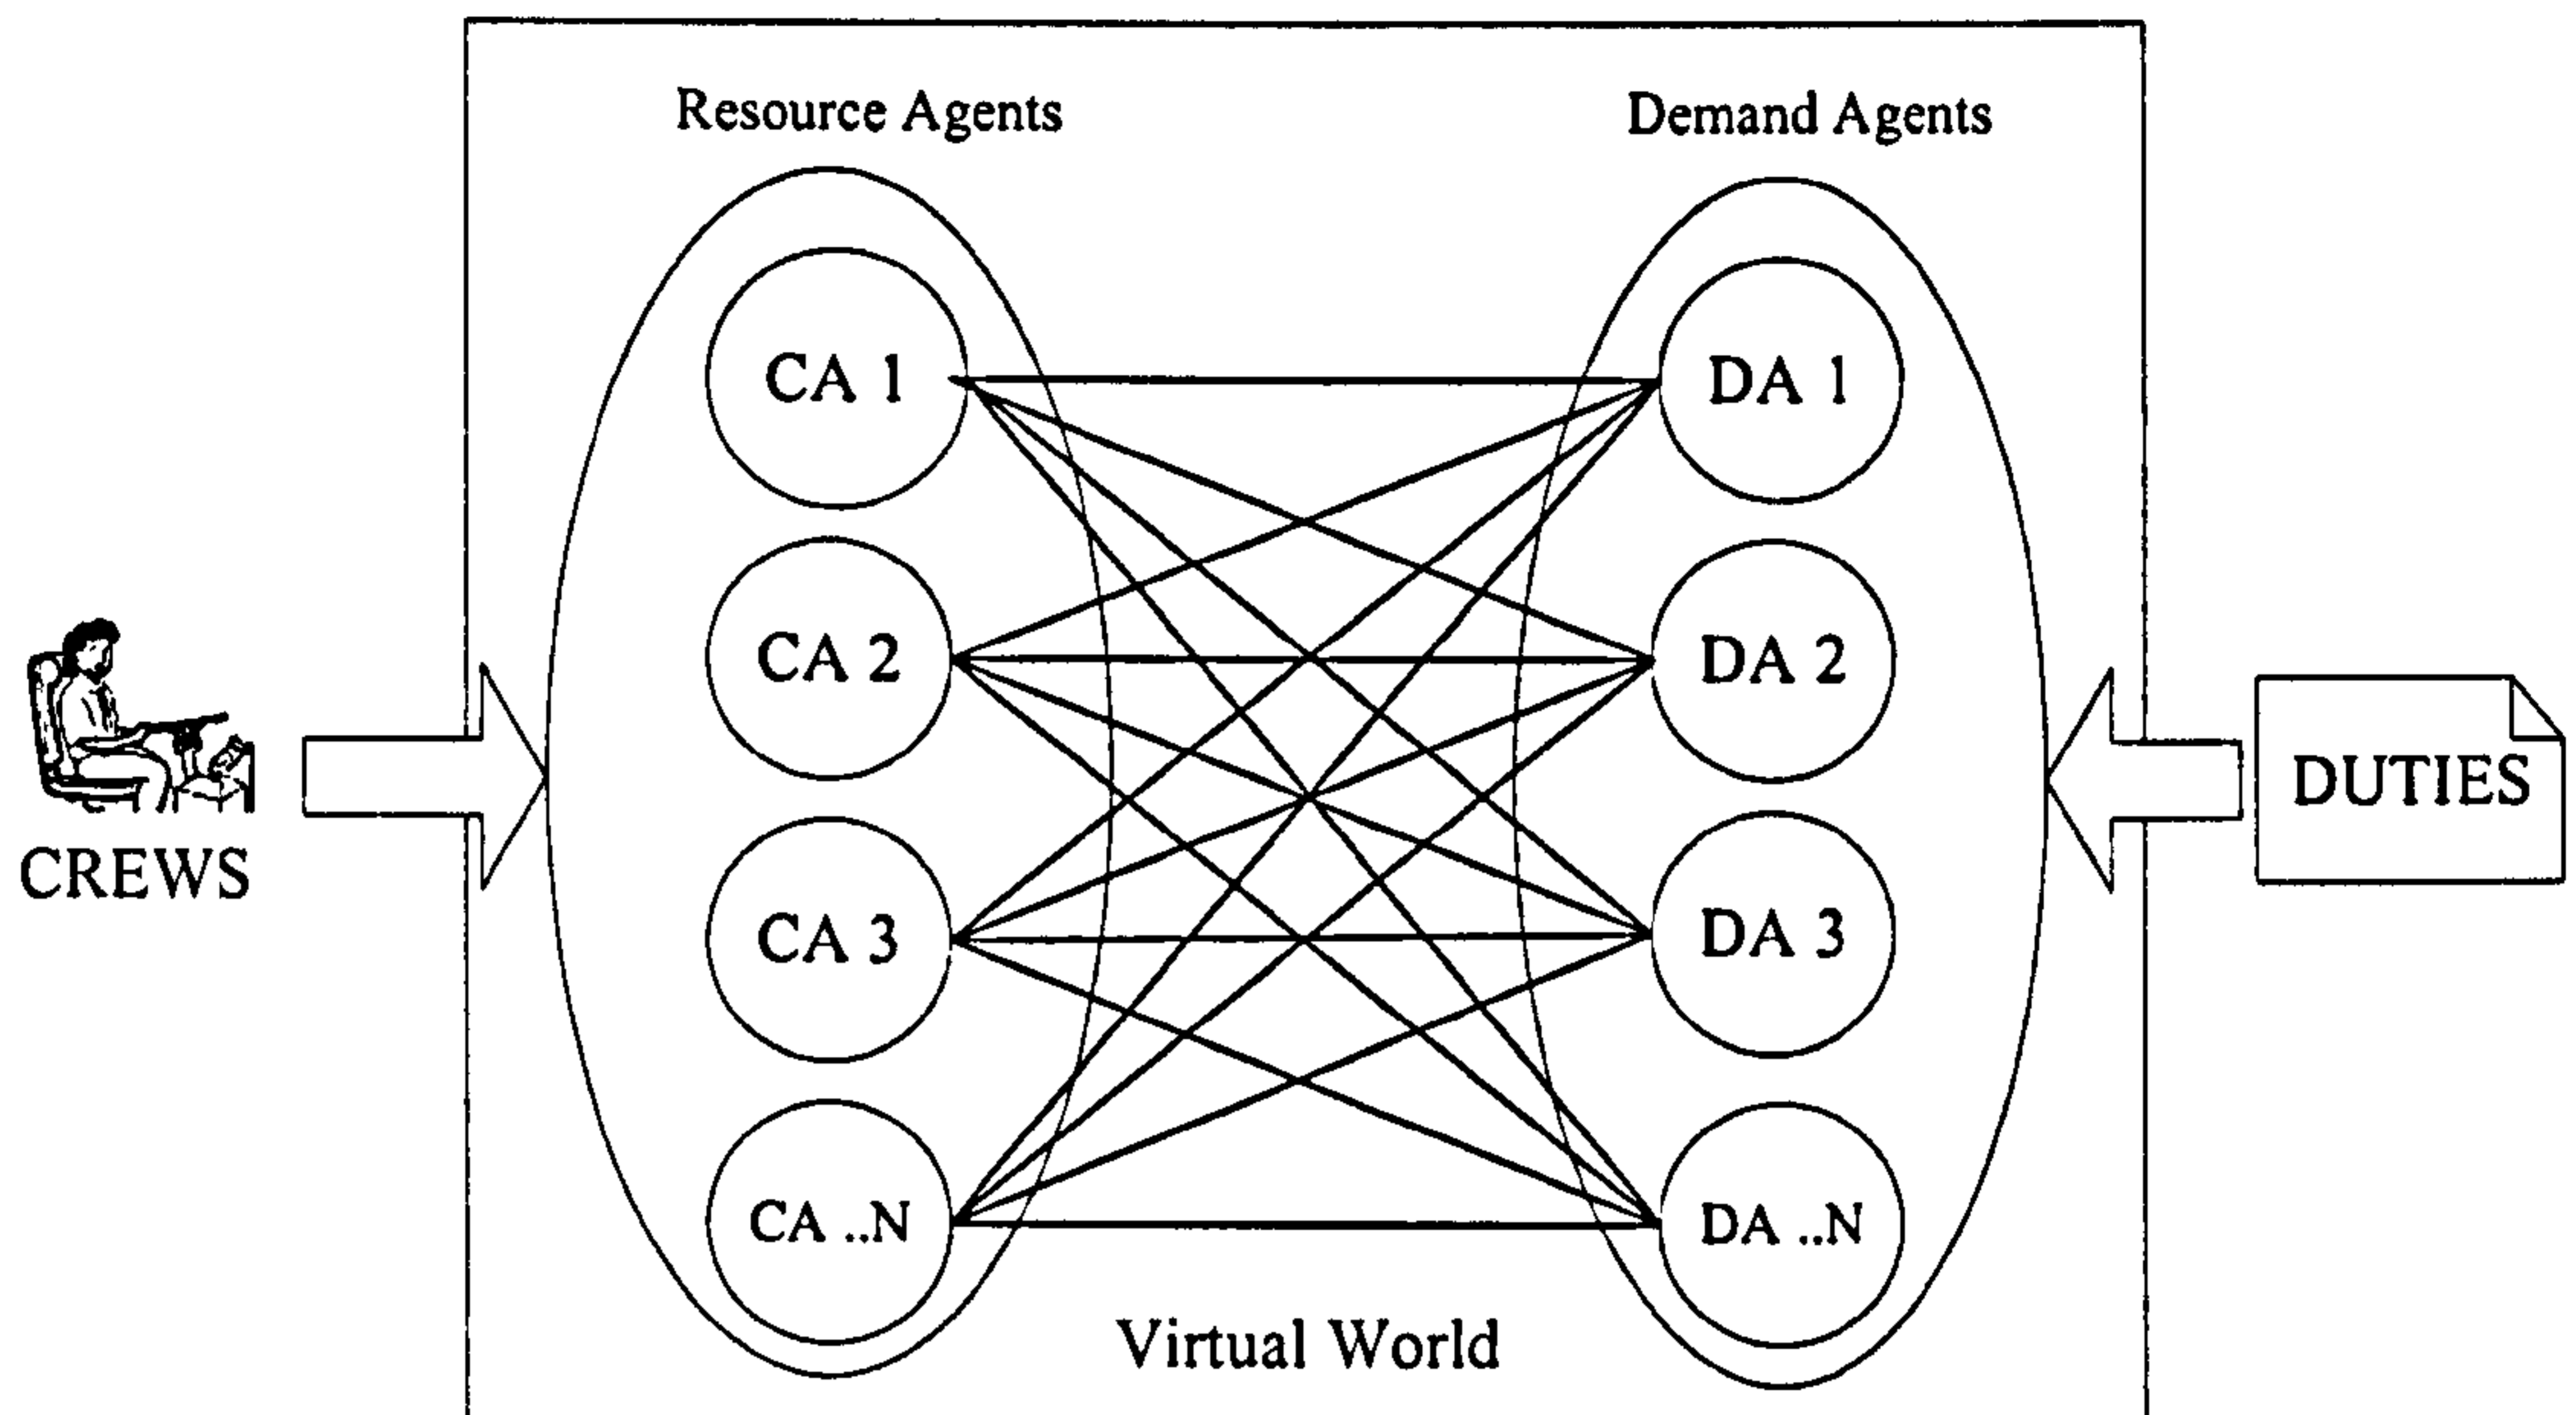 Resource Agents
Demand Agents
CA 1
DA 1
CA 2
DA 2
CA 3
DA 3
CA ..N
DA ..N
CREWS
DUTIES
Virtual World